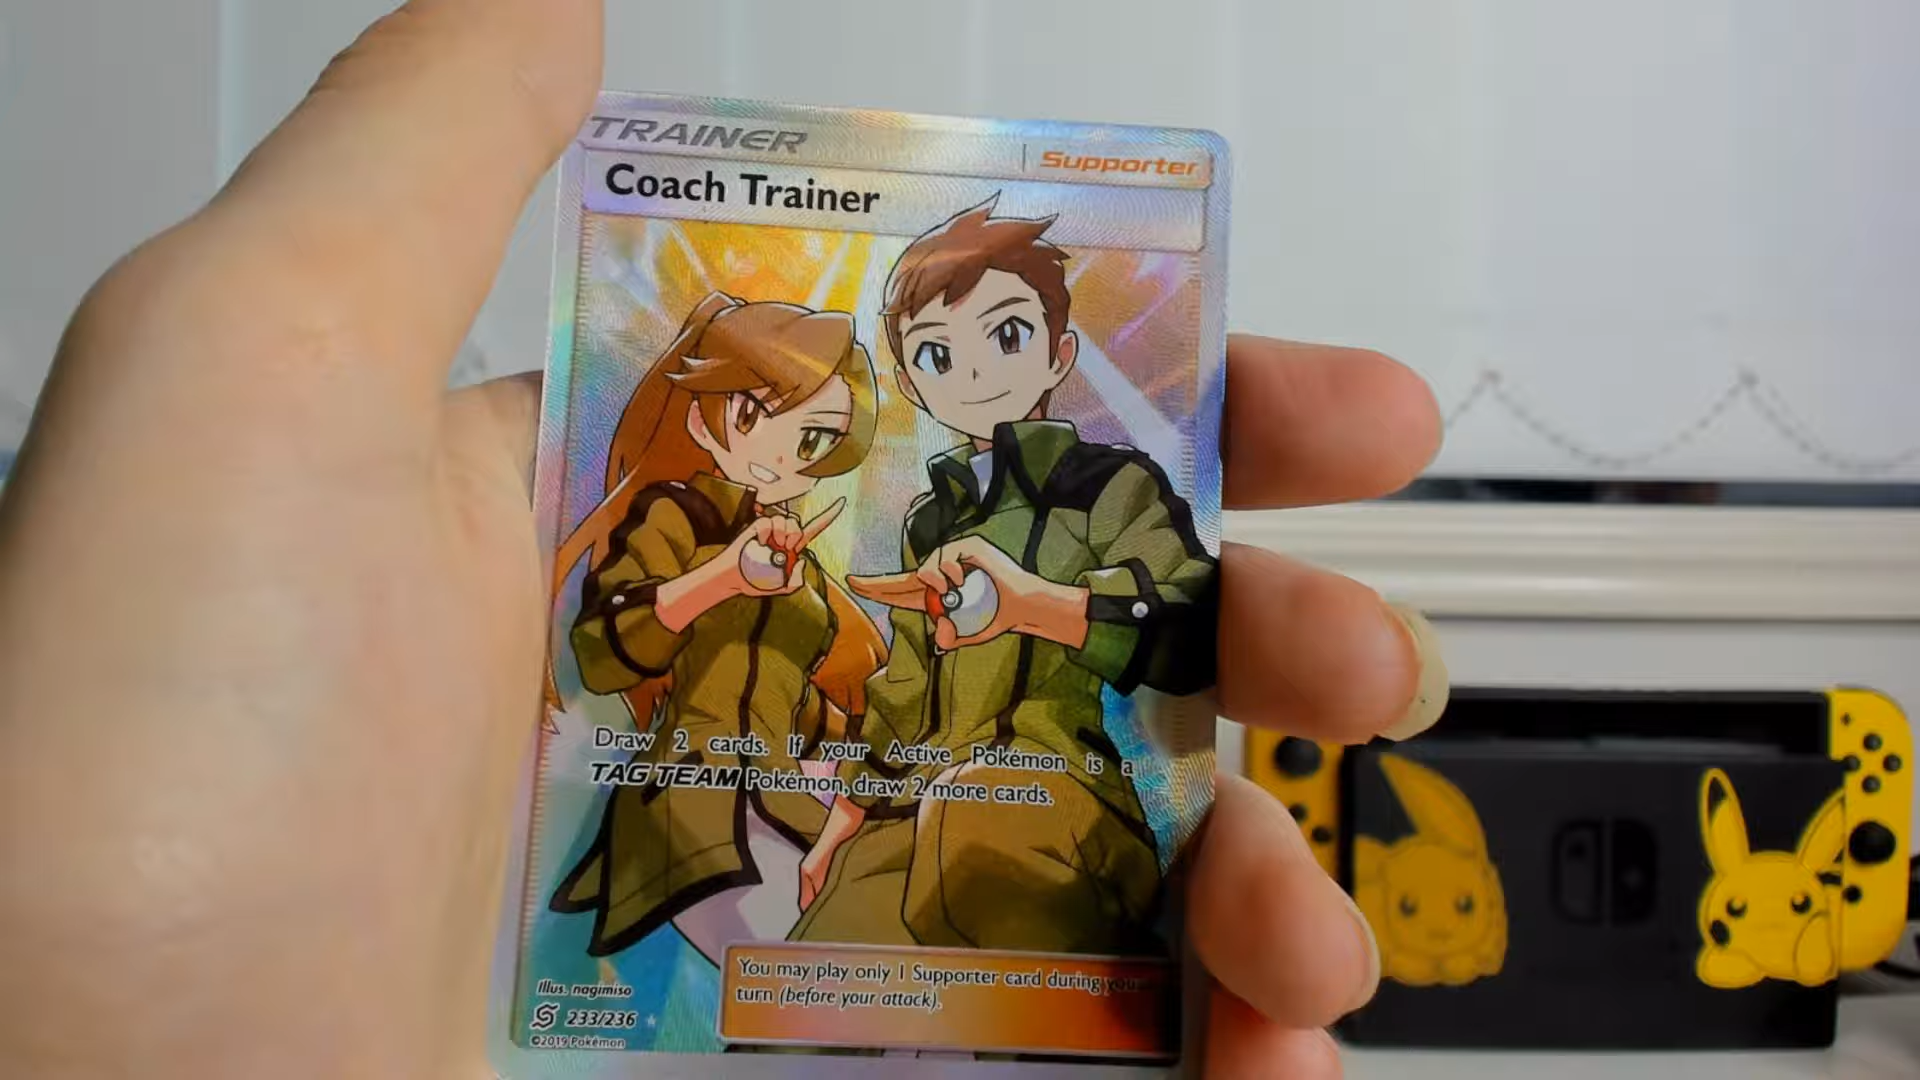 TRAINER
Supporter
Coach Trainer
Draw 2 cards. If your Active Pokémon is a
TAG TEAM Pokémon, draw 2 more cards.
You may play only 1 Supporter card during your
turn (before your attack).
Illus. nagimiso
233/236
©2019 Pokémon